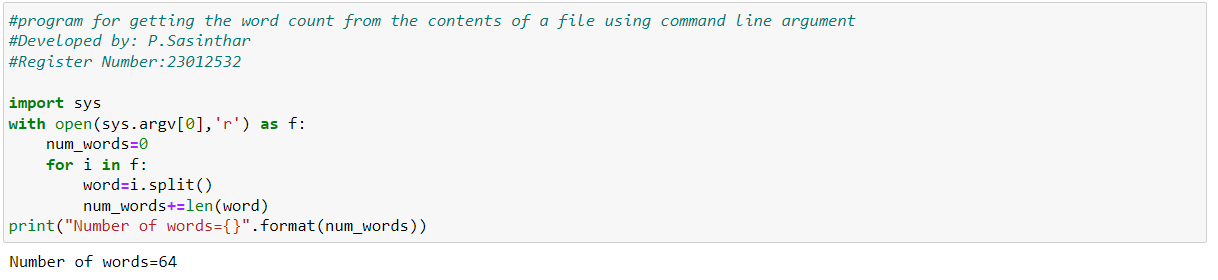 #program for getting the word count from the contents of a file using command line argument
#Developed by: P.Sasinthar
#Register Number:23012532
import sys
with open(sys.argv[0],'r') as f:
    num_words=0
    for i in f:
        word=i.split()
        num_words+=len(word)
print("Number of words={}".format(num_words))
Number of words=64